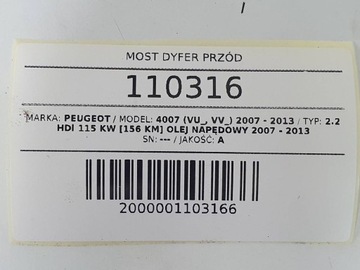 MOST DYFER PRZÓD
110316
MARKA: PEUGEOT / MODEL: 4007 (VU_, VV_) 2007 - 2013 / TYP: 2.2
HDI 115 KW [156 KM] OLEJ NAPĘDOWY 2007 - 2013
SN: --- / JAKOŚĆ: A
2000001103166